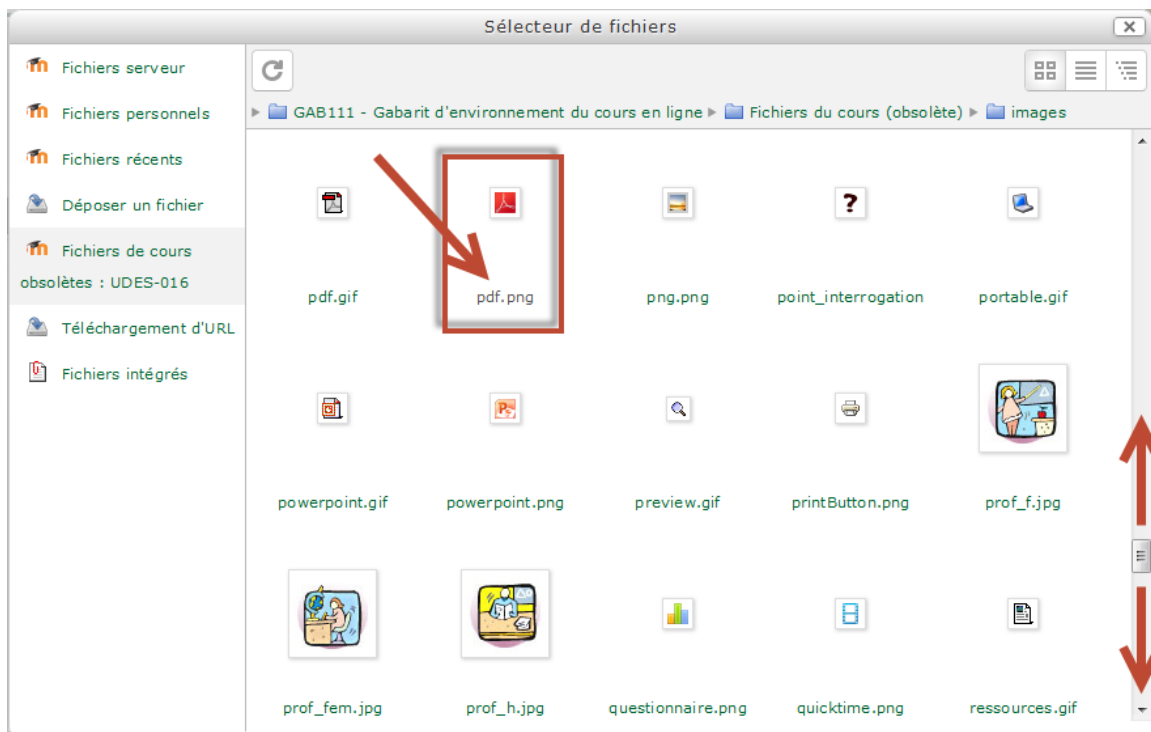 Sélecteur de fichiers
Fichiers serveur
Fichiers personnels
Fichiers récents
Déposer un fichier
Fichiers de cours
obsolètes : UDES-016
Téléchargement d'URL
Fichiers intégrés
GAB111 - Gabarit d'environnement du cours en ligne ▶ Fichiers du cours (obsolète) ▶ images
pdf.gif pdf.png png.png point_interrogation portable.gif
powerpoint.gif powerpoint.png preview.gif printButton.png prof_f.jpg
prof_fem.jpg prof_h.jpg questionnaire.png quicktime.png ressources.gif